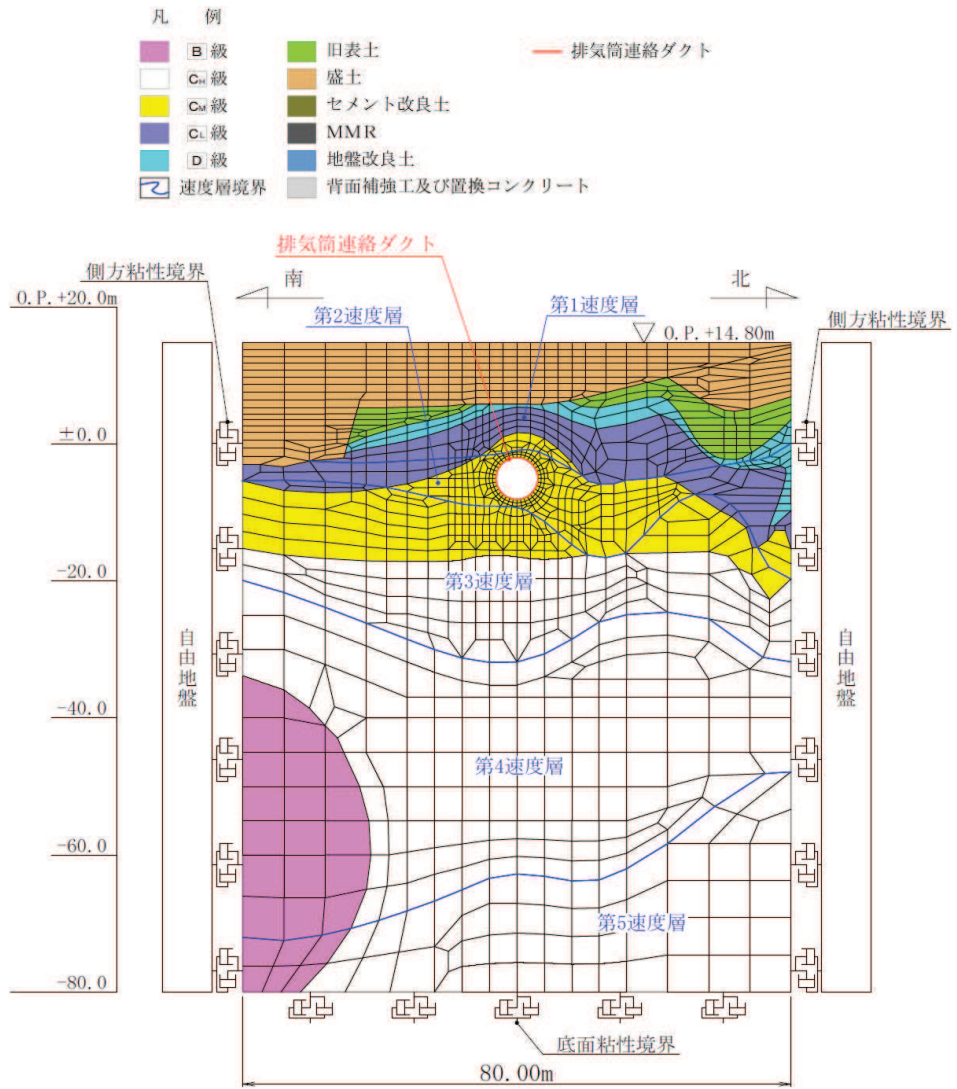 凡 例
B 級
CH 級
CM 級
CL 級
D 級
速度層境界
旧表土
盛土
セメント改良土
MMR
地盤改良土
背面補強工及び置換コンクリート
排気筒連絡ダクト
排気筒連絡ダクト
側方粘性境界
南
北
O.P.+20.0m
第2速度層
第1速度層
O.P.+14.80m
側方粘性境界
±0.0
-20.0
第3速度層
自由地盤
自由地盤
-40.0
第4速度層
-60.0
第5速度層
-80.0
底面粘性境界
80.00m